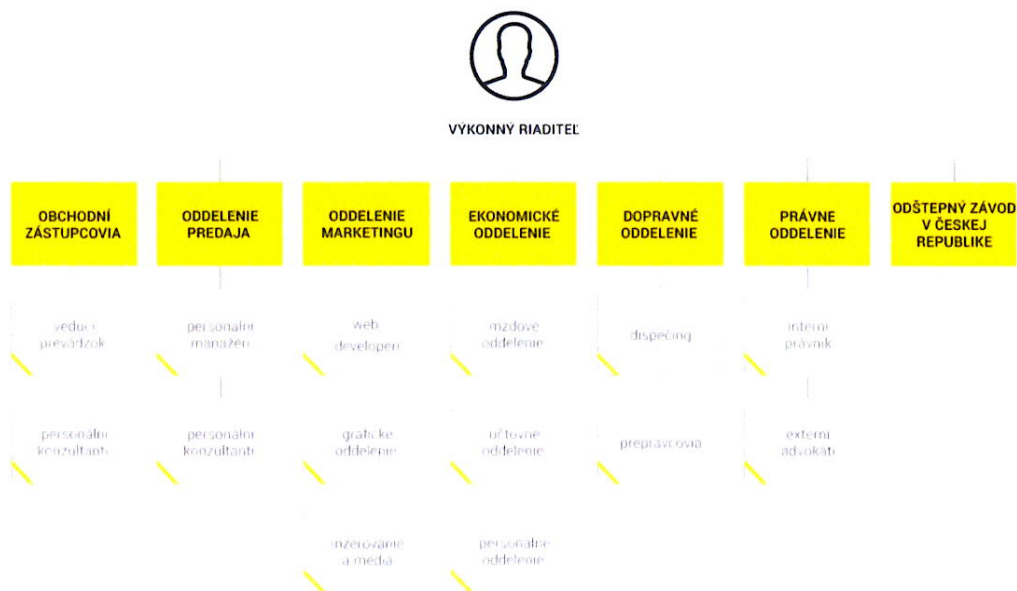 VÝKONNÝ RIADITEĽ
OBCHODNÍ
ZÁSTUPCOVIA
ODDELENIE
PREDAJA
ODDELENIE
MARKETINGU
EKONOMICKÉ
ODDELENIE
DOPRAVNÉ
ODDELENIE
PRÁVNE
ODDELENIE
ODŠTEPNÝ ZÁVOD
V ČESKEJ
REPUBLIKE
vedúci
prevádzok
personálni
manažéri
web
developeri
mzdové
oddelenie
dispečing
interní
právnik
personálni
konzultanti
personálni
konzultanti
grafické
oddelenie
účtovné
oddelenie
prepravcovia
externí
advokáti
inzerovanie
a média
personálne
oddelenie